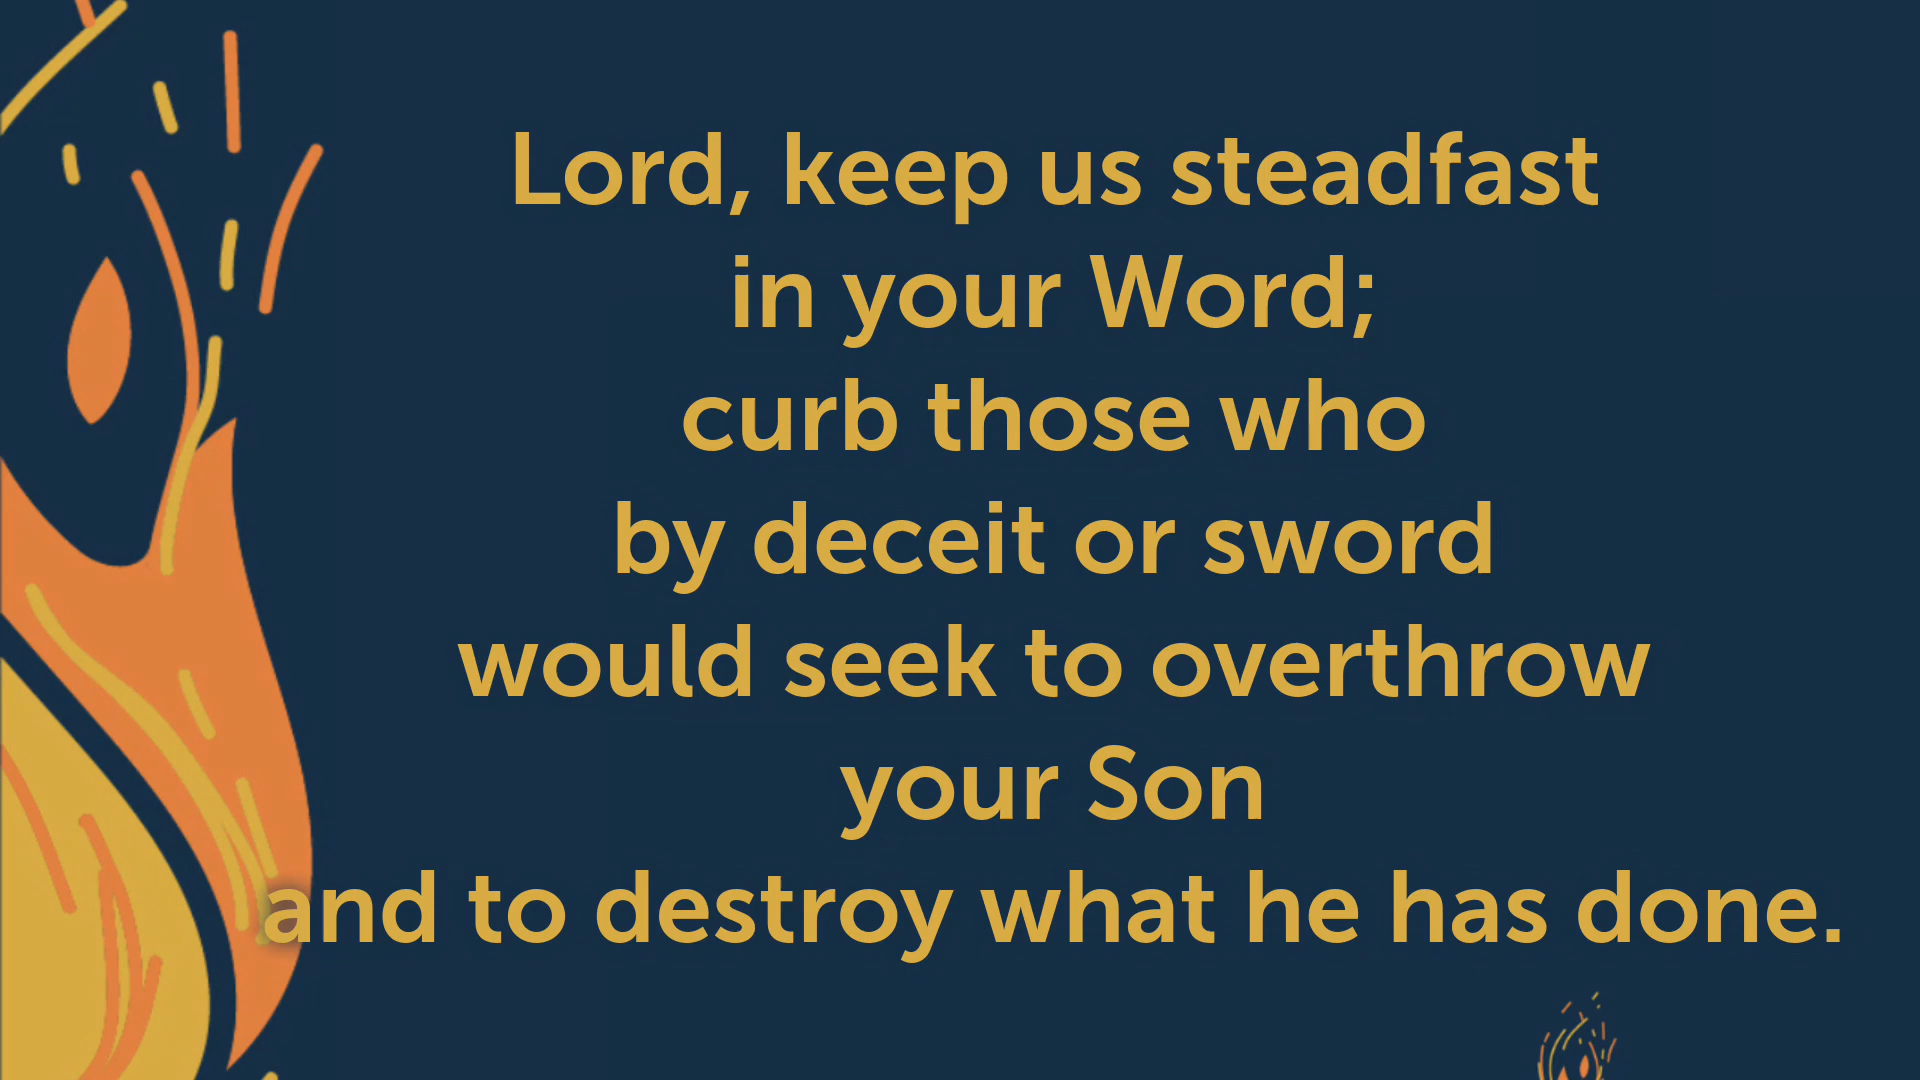 Lord, keep us steadfast
in your Word;
curb those who
by deceit or sword
would seek to overthrow
your Son
and to destroy what he has done.